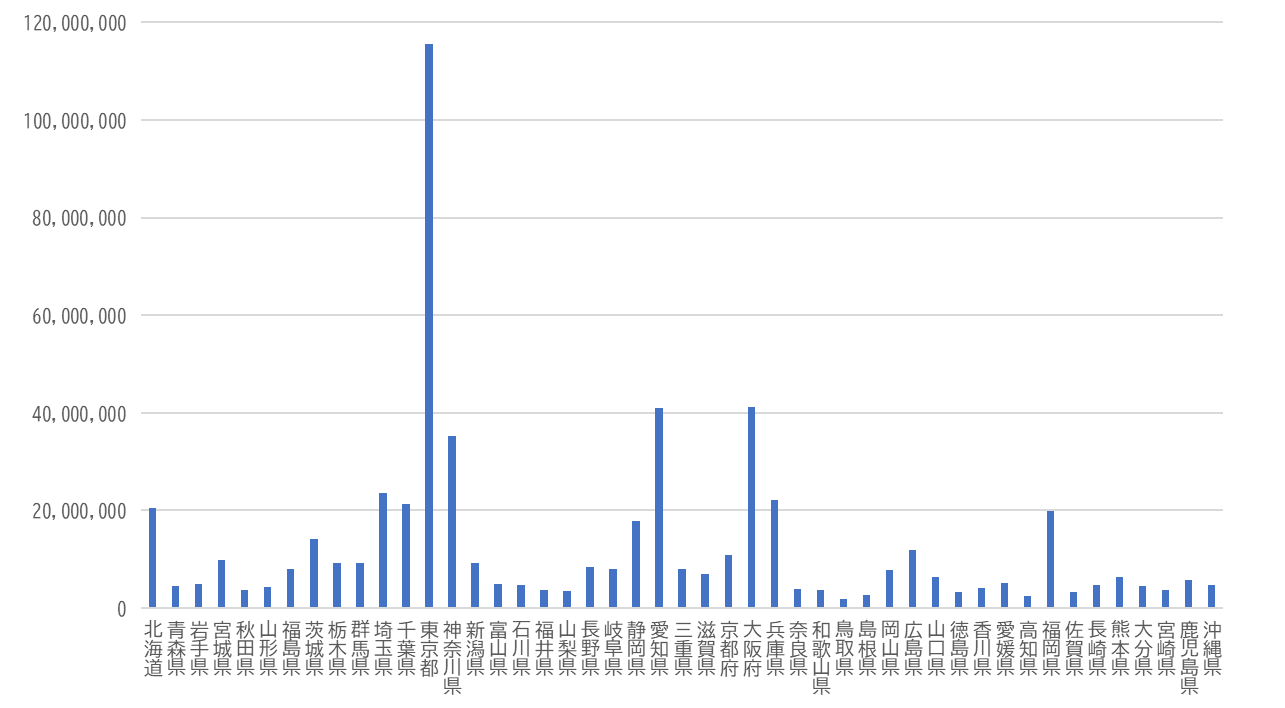 120,000,000
100,000,000
80,000,000
60,000,000
40,000,000
20,000,000
0
北海道
青森県
岩手県
宮城県
秋田県
山形県
福島県
茨城県
栃木県
群馬県
埼玉県
千葉県
東京都
神奈川県
新潟県
富山県
石川県
福井県
山梨県
長野県
岐阜県
静岡県
愛知県
三重県
滋賀県
京都府
大阪府
兵庫県
奈良県
和歌山県
鳥取県
島根県
岡山県
広島県
山口県
徳島県
香川県
愛媛県
高知県
福岡県
佐賀県
長崎県
熊本県
大分県
宮崎県
鹿児島県
沖縄県